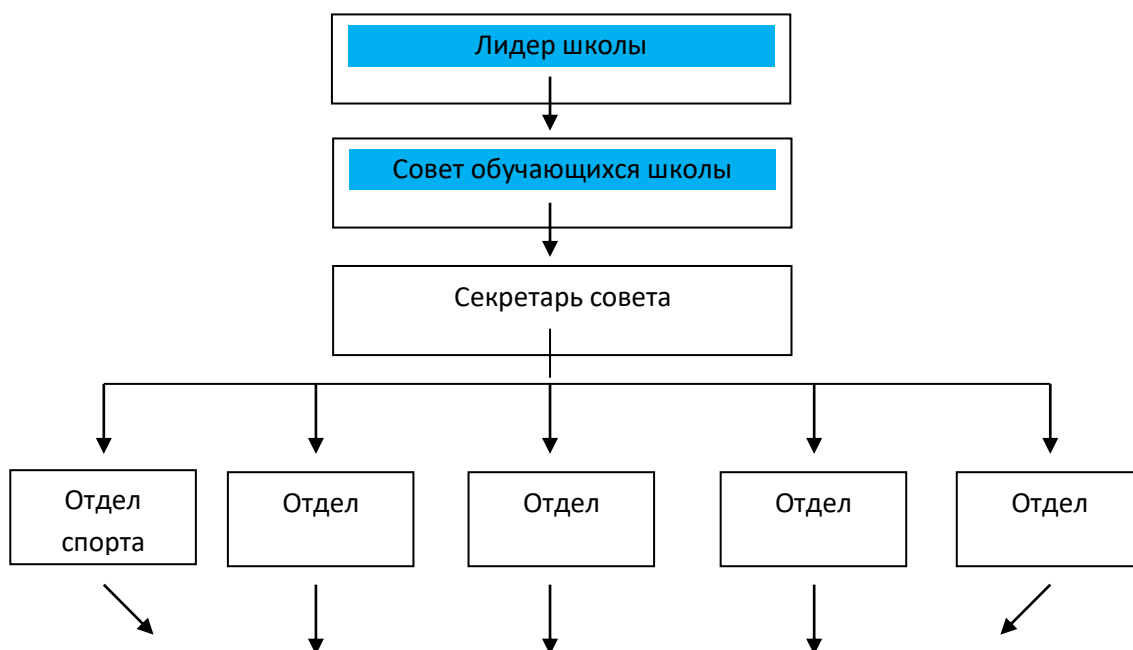 Лидер школы
Совет обучающихся школы
Секретарь совета
Отдел
спорта
Отдел
Отдел
Отдел
Отдел